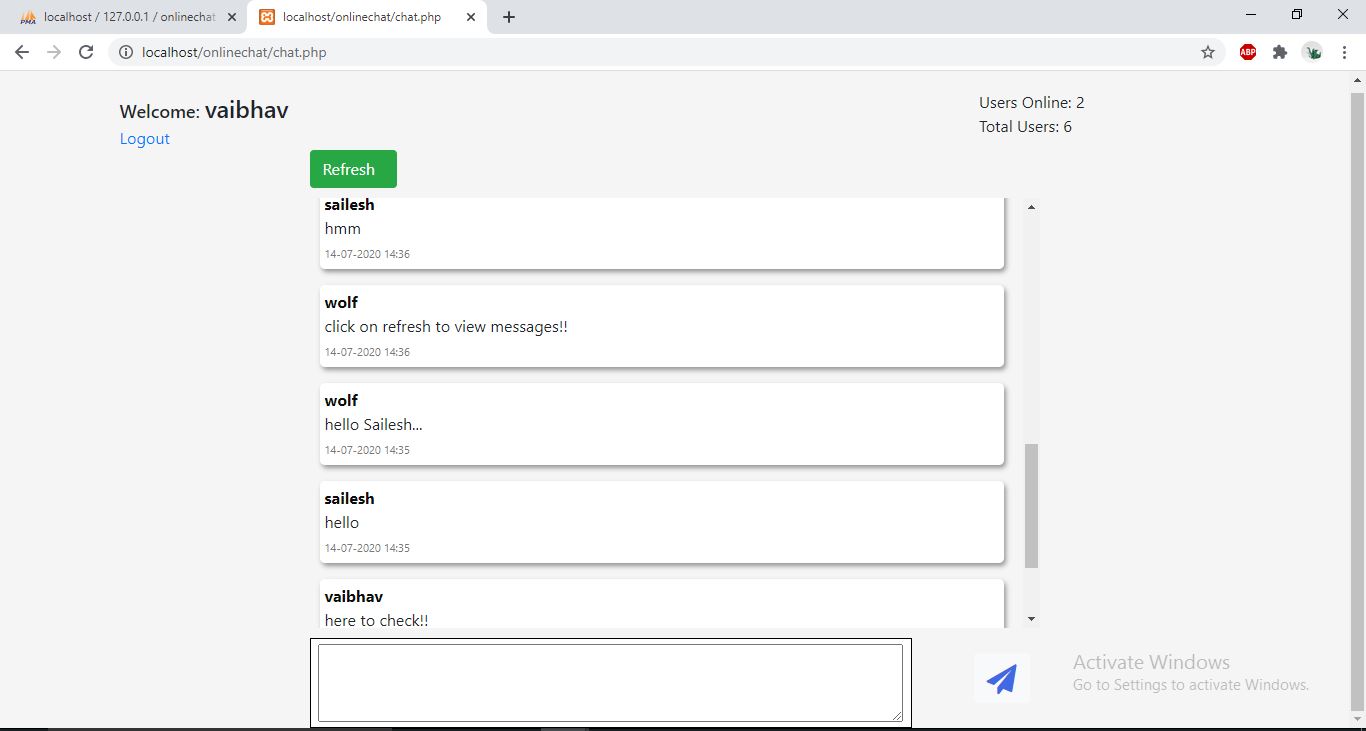 PMA
localhost / 127.0.0.1 / onlinechat
localhost/onlinechat/chat.php
localhost/onlinechat/chat.php
ABP
Welcome: vaibhav
Logout
Users Online: 2
Total Users: 6
Refresh
sailesh
hmm
14-07-2020 14:36
wolf
click on refresh to view messages!!
14-07-2020 14:36
wolf
hello Sailesh...
14-07-2020 14:35
sailesh
hello
14-07-2020 14:35
vaibhav
here to check!!
Activate Windows
Go to Settings to activate Windows.